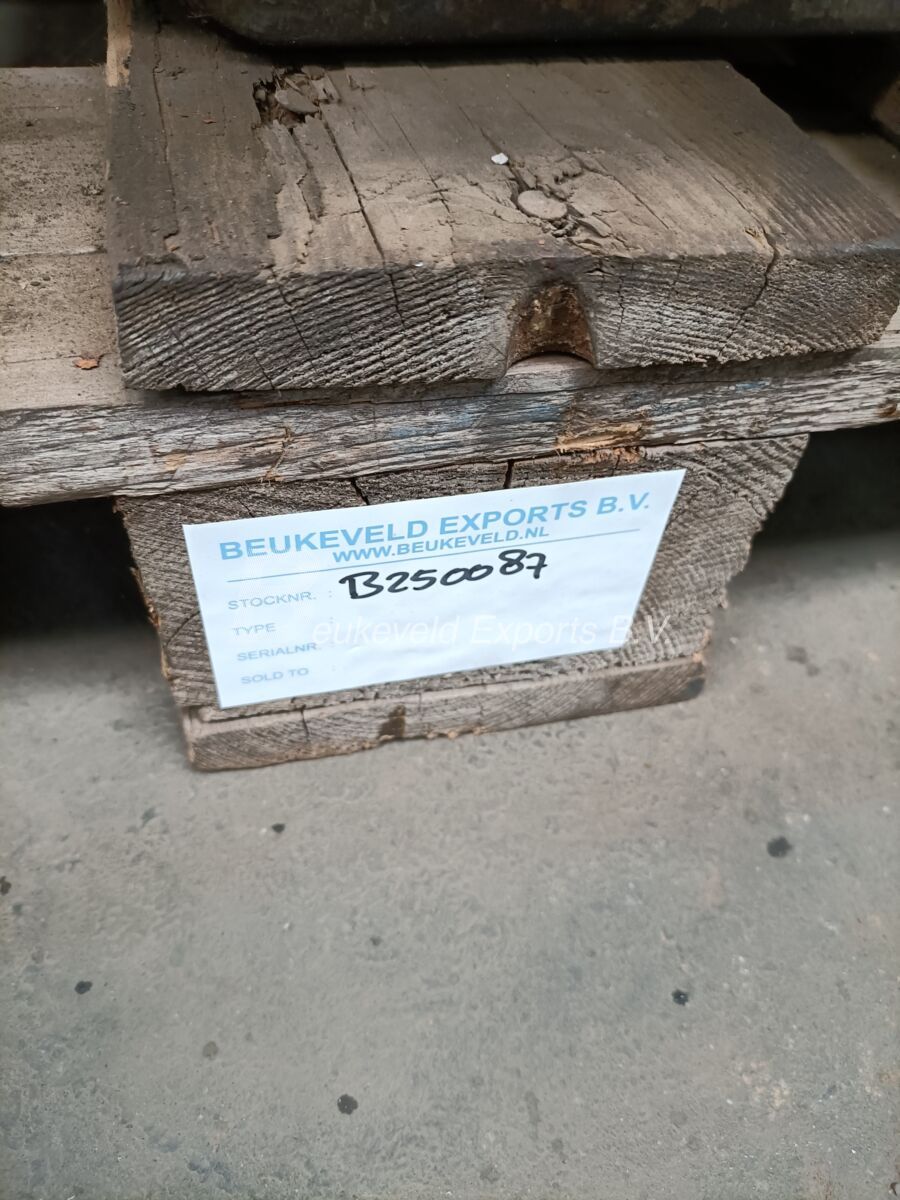 BEUKEVELD EXPORTS B.V.
WWW.BEUKEVELD.NL
STOCKNR. : B250087
TYPE :
SERIALNR. :
SOLD TO :
eukeveld Exports B.V.